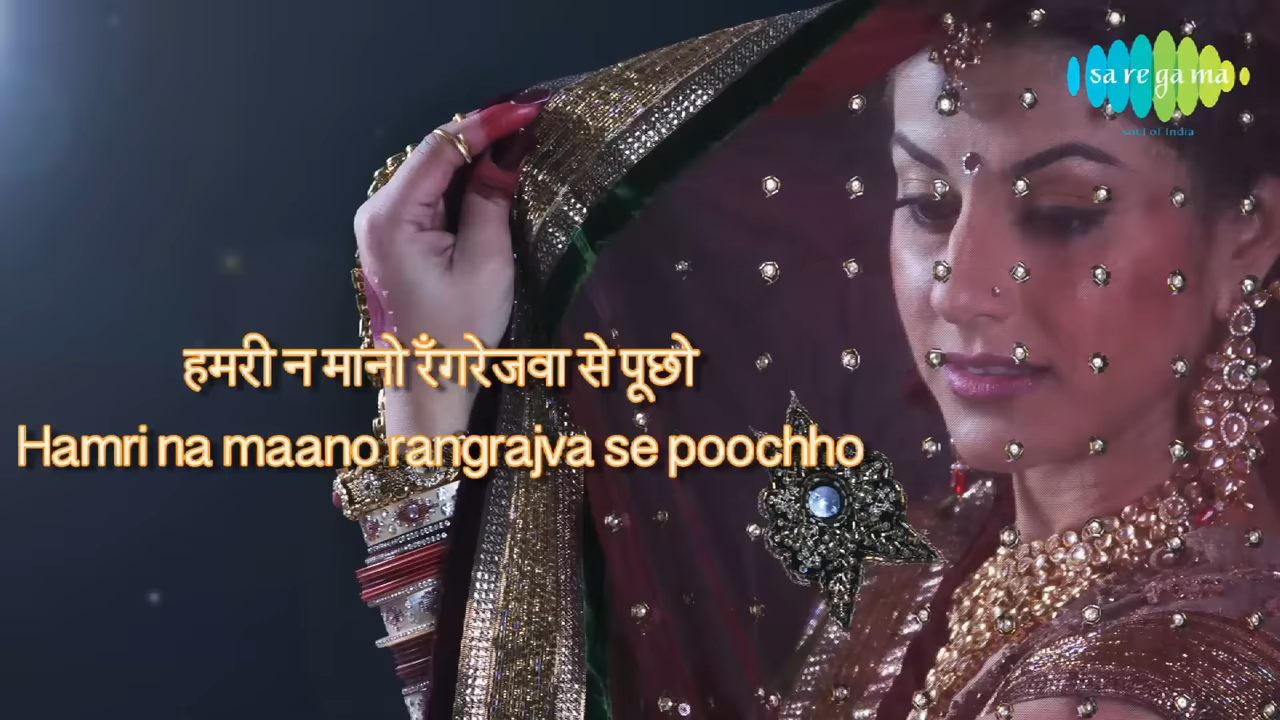 sa re ga ma
soul of India
हमरी न मानो रँगरेजवा से पूछो
Hamri na maano rangrajva se poochho